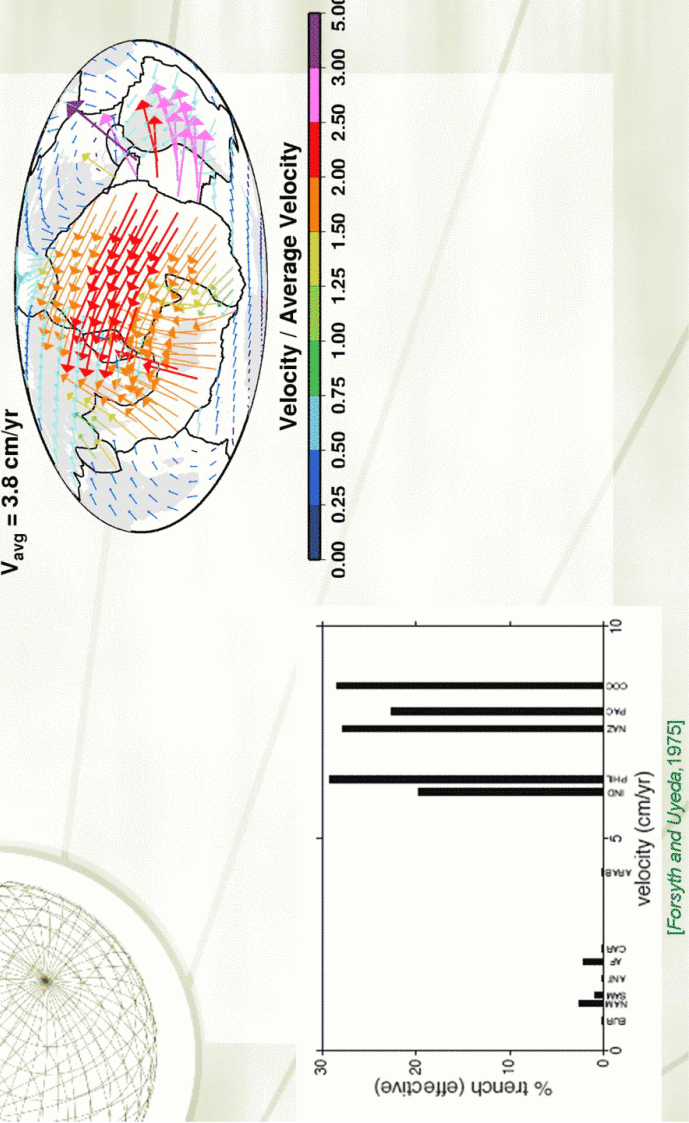 Vavg = 3.8 cm/yr
Velocity / Average Velocity
0.00 0.25 0.50 0.75 1.00 1.25 1.50 2.00 2.50 3.00 5.00
% trench (effective)
30
20
10
0
EUR NAM SAM ANT AF CAR ARAB IND PHIL NAZ PAC COC
0 5 10
velocity (cm/yr)
[Forsyth and Uyeda,1975]